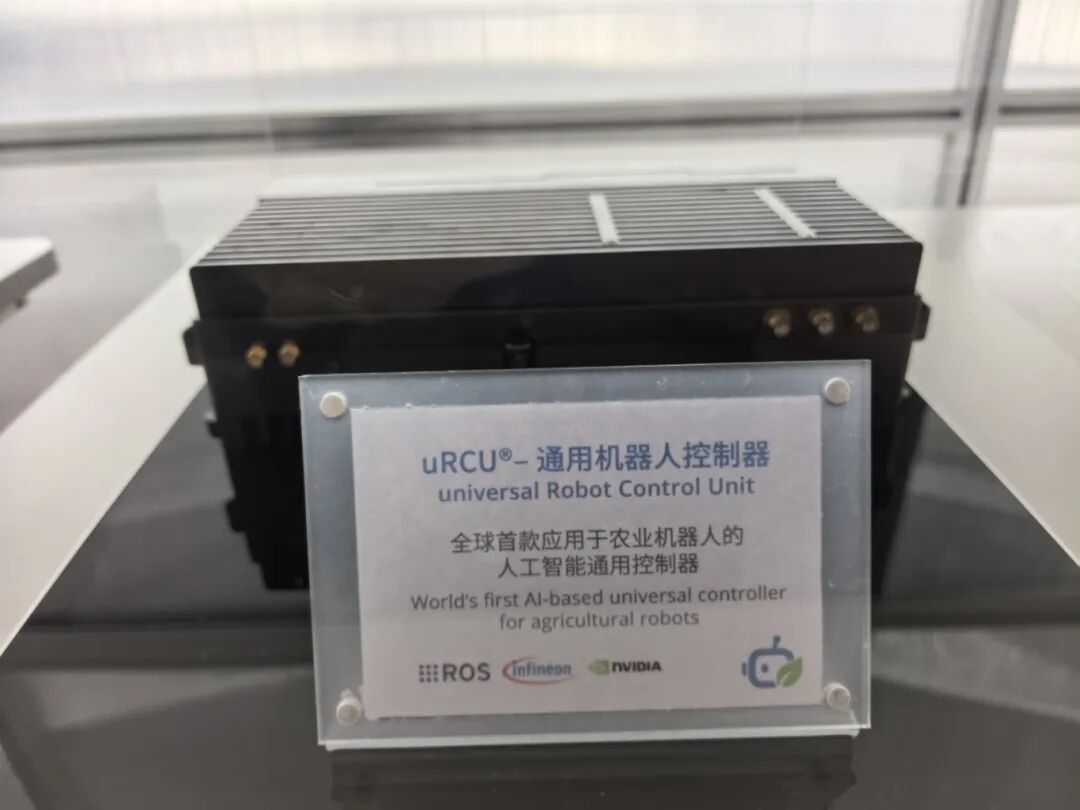 uRCU®– 通用机器人控制器
universal Robot Control Unit
全球首款应用于农业机器人的
人工智能通用控制器
World's first AI-based universal controller
for agricultural robots
ROS infineon NVIDIA